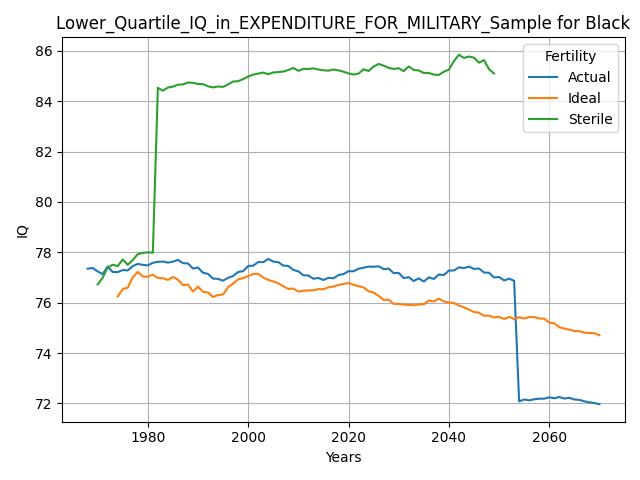 Lower_Quartile_IQ_in_EXPENDITURE_FOR_MILITARY_Sample for Black
86
84
82
80
78
76
74
72
IQ
Fertility
Actual
Ideal
Sterile
1980
2000
2020
2040
2060
Years